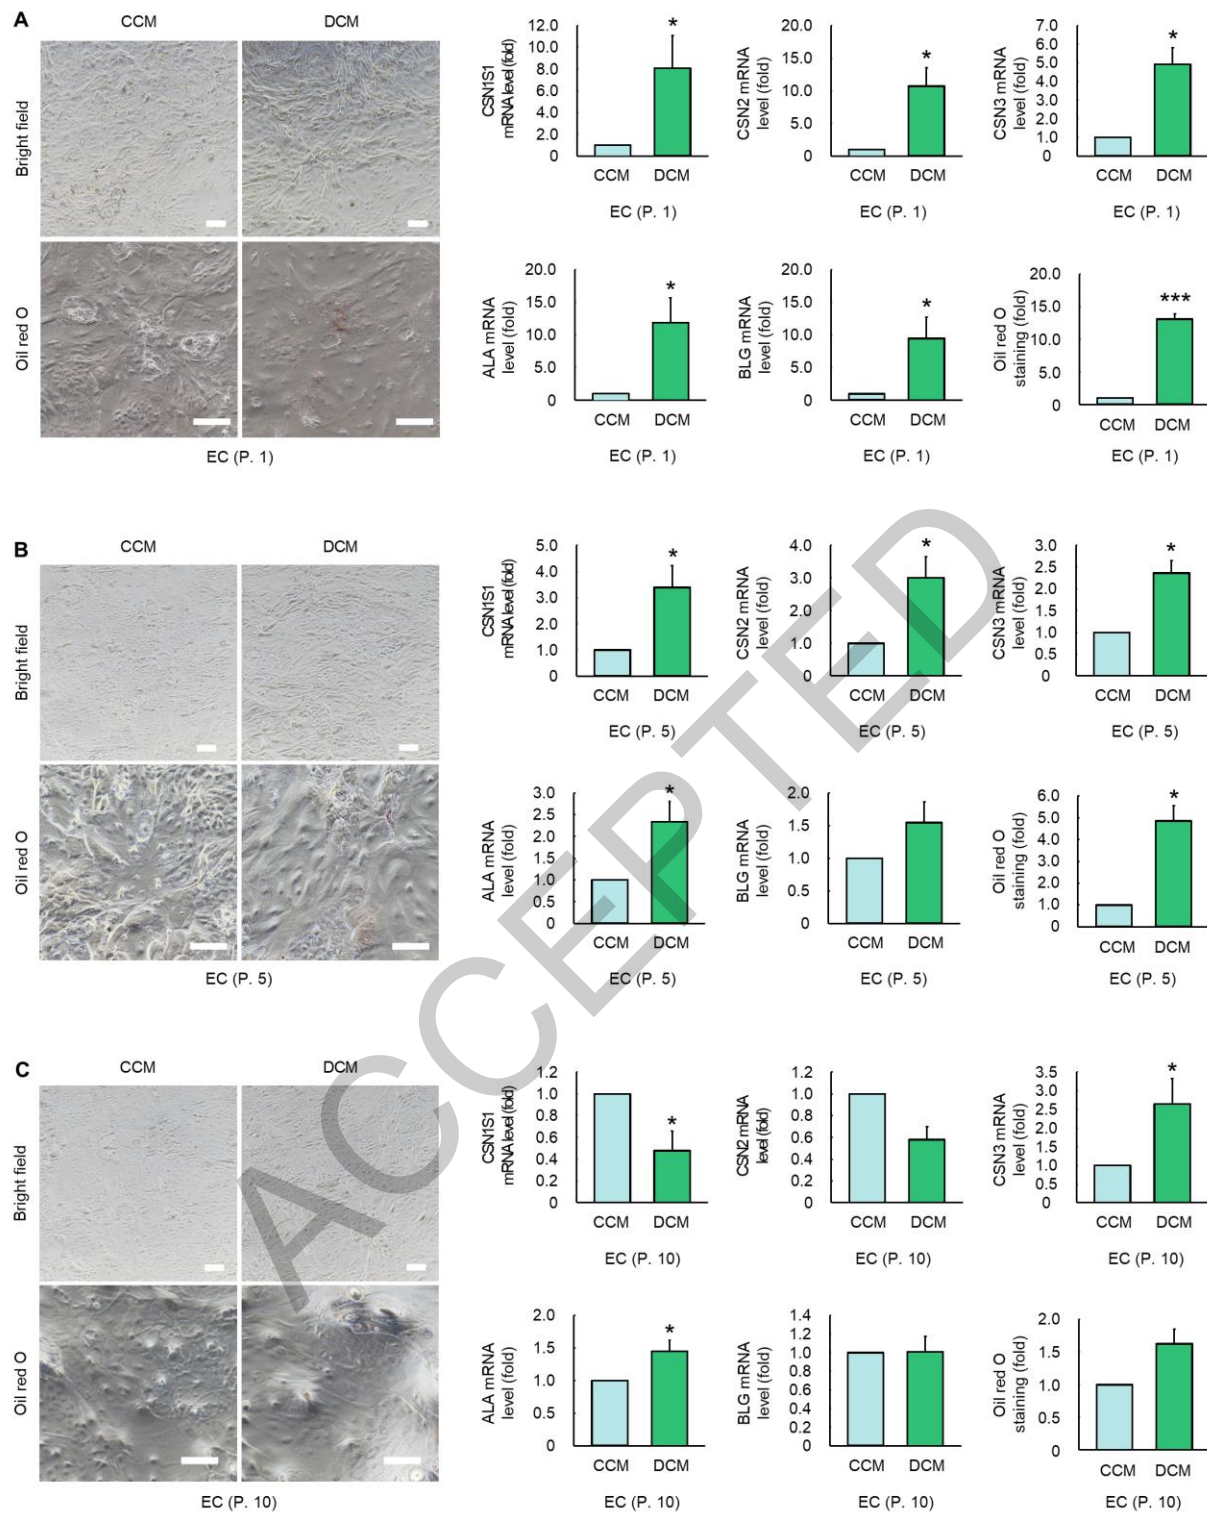 A
CCM
DCM
Bright field
Oil red O
EC (P. 1)
CSN1S1
mRNA level (fold)
12.0
10.0
8.0
6.0
4.0
2.0
0
*
CCM
DCM
EC (P. 1)
CSN2 mRNA
level (fold)
20.0
15.0
10.0
5.0
0
*
CCM
DCM
EC (P. 1)
CSN3 mRNA
level (fold)
7.0
6.0
5.0
4.0
3.0
2.0
1.0
0
*
CCM
DCM
EC (P. 1)
ALA mRNA
level (fold)
20.0
15.0
10.0
5.0
0
*
CCM
DCM
EC (P. 1)
BLG mRNA
level (fold)
20.0
15.0
10.0
5.0
0
*
CCM
DCM
EC (P. 1)
Oil red O
staining (fold)
20.0
15.0
10.0
5.0
0
***
CCM
DCM
EC (P. 1)
B
CCM
DCM
Bright field
Oil red O
EC (P. 5)
CSN1S1
mRNA level (fold)
5.0
4.0
3.0
2.0
1.0
0
*
CCM
DCM
EC (P. 5)
CSN2 mRNA
level (fold)
4.0
3.0
2.0
1.0
0
*
CCM
DCM
EC (P. 5)
CSN3 mRNA
level (fold)
3.0
2.5
2.0
1.5
1.0
0.5
0
*
CCM
DCM
EC (P. 5)
ALA mRNA
level (fold)
3.0
2.5
2.0
1.5
1.0
0.5
0
*
CCM
DCM
EC (P. 5)
BLG mRNA
level (fold)
2.0
1.5
1.0
0.5
0
CCM
DCM
EC (P. 5)
Oil red O
staining (fold)
6.0
5.0
4.0
3.0
2.0
1.0
0
*
CCM
DCM
EC (P. 5)
C
CCM
DCM
Bright field
Oil red O
EC (P. 10)
CSN1S1
mRNA level (fold)
1.2
1.0
0.8
0.6
0.4
0.2
0
*
CCM
DCM
EC (P. 10)
CSN2 mRNA
level (fold)
1.2
1.0
0.8
0.6
0.4
0.2
0
CCM
DCM
EC (P. 10)
CSN3 mRNA
level (fold)
3.5
3.0
2.5
2.0
1.5
1.0
0.5
0
*
CCM
DCM
EC (P. 10)
ALA mRNA
level (fold)
2.0
1.5
1.0
0.5
0
*
CCM
DCM
EC (P. 10)
BLG mRNA
level (fold)
1.4
1.2
1.0
0.8
0.6
0.4
0.2
0
CCM
DCM
EC (P. 10)
Oil red O
staining (fold)
2.0
1.5
1.0
0.5
0
CCM
DCM
EC (P. 10)
ACCEPTED